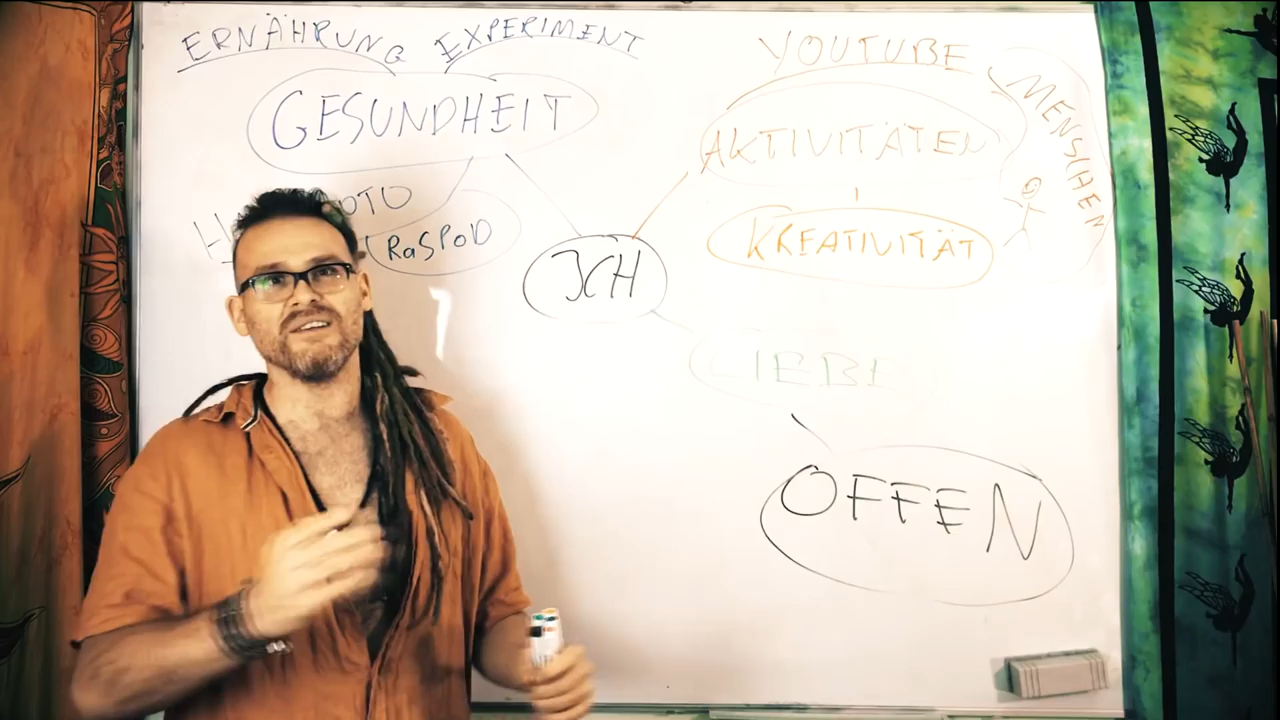 ERNÄHRUNG EXPERIMENT
GESUNDHEIT
YOUTUBE
MENSCHEN
AKTIVITÄTEN
KREATIVITÄT
RaSPoD
ICH
LIEBE
OFFEN